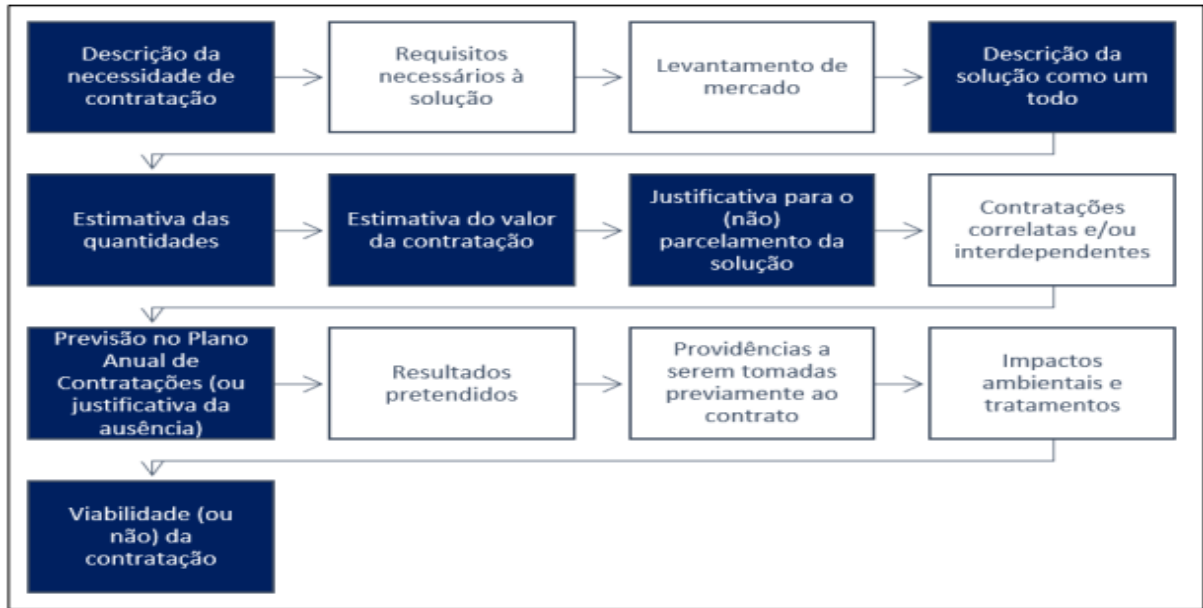 Descrição da
necessidade de
contratação
Requisitos
necessários à
solução
Levantamento de
mercado
Descrição da
solução como um
todo
Estimativa das
quantidades
Estimativa do valor
da contratação
Justificativa para o
(não)
parcelamento da
solução
Contratações
correlatas e/ou
interdependentes
Previsão no Plano
Anual de
Contratações (ou
justificativa da
ausência)
Resultados
pretendidos
Providências a
serem tomadas
previamente ao
contrato
Impactos
ambientais e
tratamentos
Viabilidade (ou
não) da
contratação